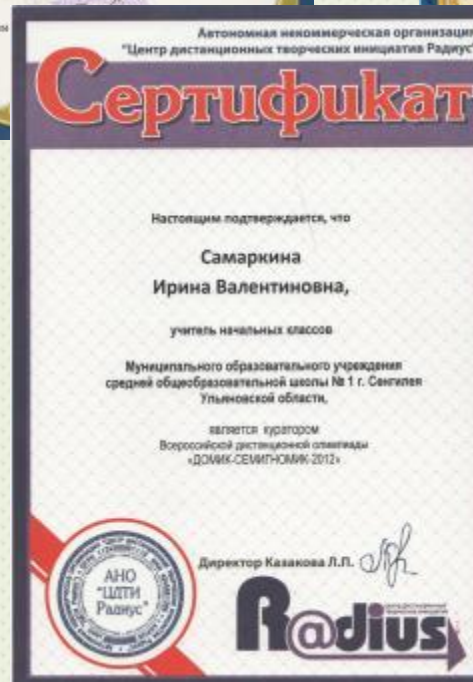 Автономная некоммерческая организация
"Центр дистанционных творческих инициатив Радиус"
Сертификат
Настоящим подтверждается, что
Самаркина
Ирина Валентиновна,
учитель начальных классов
Муниципального образовательного учреждения
средней общеобразовательной школы № 1 г. Сенгилея
Ульяновской области,
является куратором
Всероссийской дистанционной олимпиады
«ДОМИК-СЕМИГНОМИК-2012»
Директор Казакова Л.П.
АНО
"ЦДТИ
Радиус"
R@dius